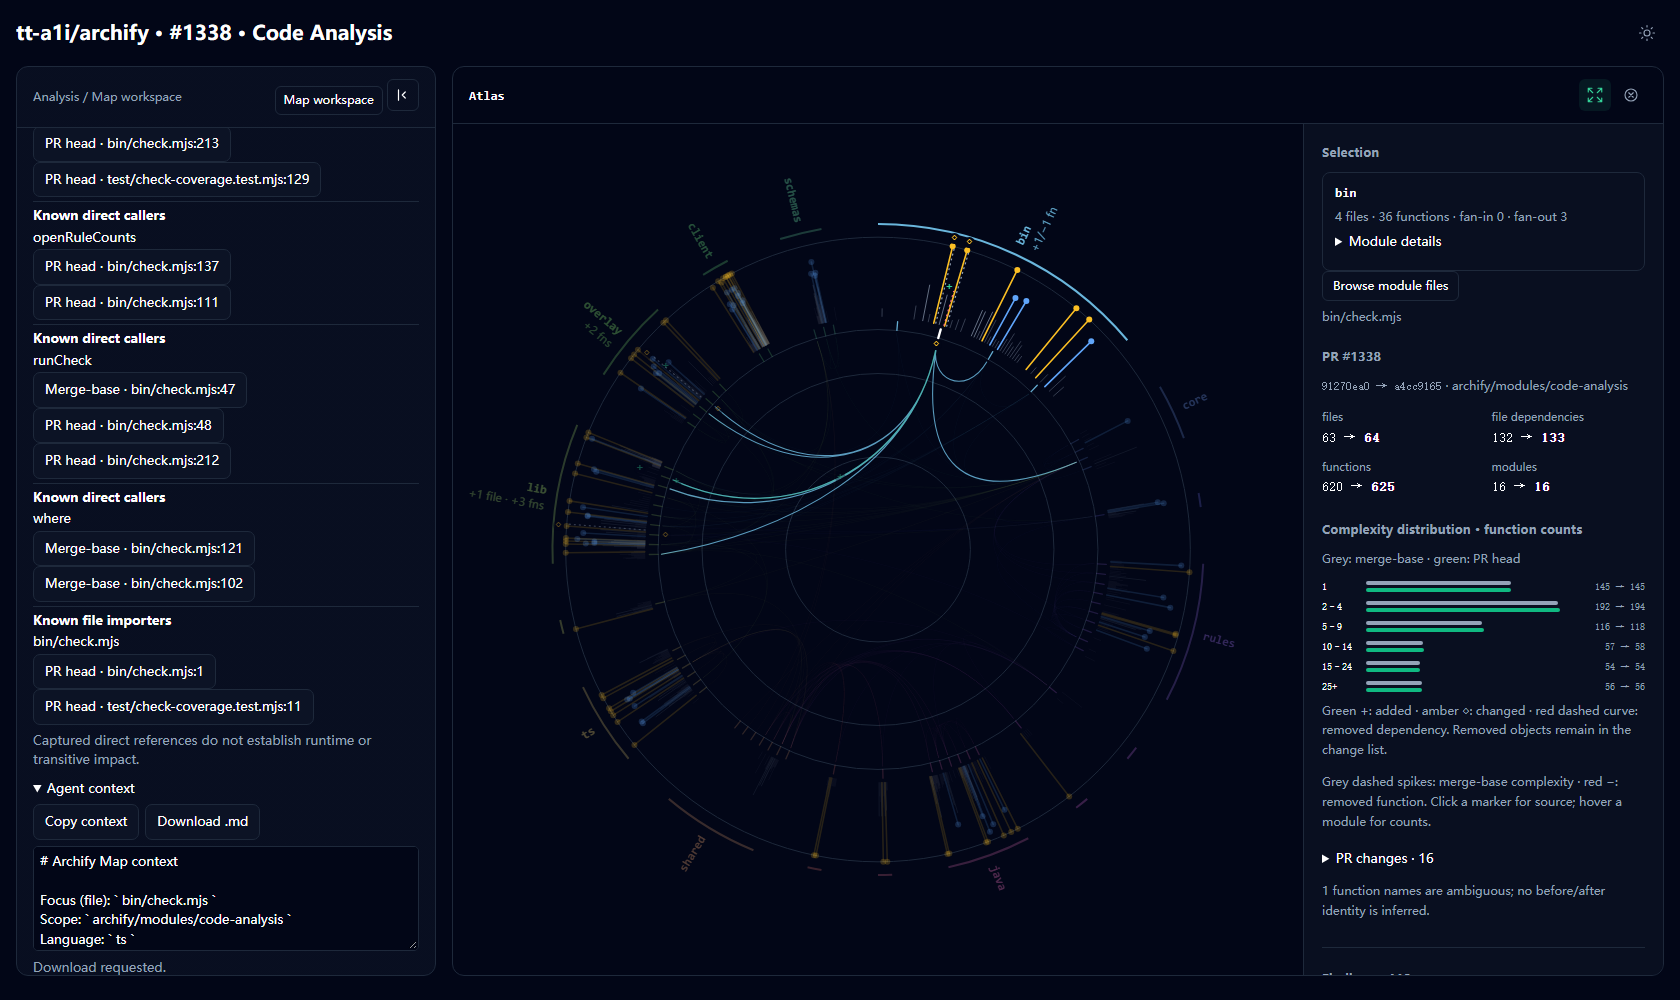 tt-a1i/archify • #1338 • Code Analysis
Analysis / Map workspace
Map workspace
PR head · bin/check.mjs:213
PR head · test/check-coverage.test.mjs:129
Known direct callers
openRuleCounts
PR head · bin/check.mjs:137
PR head · bin/check.mjs:111
Known direct callers
runCheck
Merge-base · bin/check.mjs:47
PR head · bin/check.mjs:48
PR head · bin/check.mjs:212
Known direct callers
where
Merge-base · bin/check.mjs:121
Merge-base · bin/check.mjs:102
Known file importers
bin/check.mjs
PR head · bin/check.mjs:1
PR head · test/check-coverage.test.mjs:11
Captured direct references do not establish runtime or
transitive impact.
▼ Agent context
Copy context
Download .md
# Archify Map context
Focus (file): ` bin/check.mjs `
Scope: ` archify/modules/code-analysis `
Language: ` ts `
Download requested.
Atlas
schemas
client
overlay
+2 fns
lib
+1 file · +3 fns
ts
shared
java
rules
core
bin
+1/−1 fn
Selection
bin
4 files · 36 functions · fan-in 0 · fan-out 3
▶ Module details
Browse module files
bin/check.mjs
PR #1338
91270ea0 → a4cc9165 · archify/modules/code-analysis
files
63 → 64
file dependencies
132 → 133
functions
620 → 625
modules
16 → 16
Complexity distribution • function counts
Grey: merge-base · green: PR head
1 145 → 145
2-4 192 → 194
5-9 116 → 118
10-14 57 → 58
15-24 54 → 54
25+ 56 → 56
Green +: added · amber ◇: changed · red dashed curve:
removed dependency. Removed objects remain in the
change list.
Grey dashed spikes: merge-base complexity · red −:
removed function. Click a marker for source; hover a
module for counts.
▶ PR changes · 16
1 function names are ambiguous; no before/after
identity is inferred.